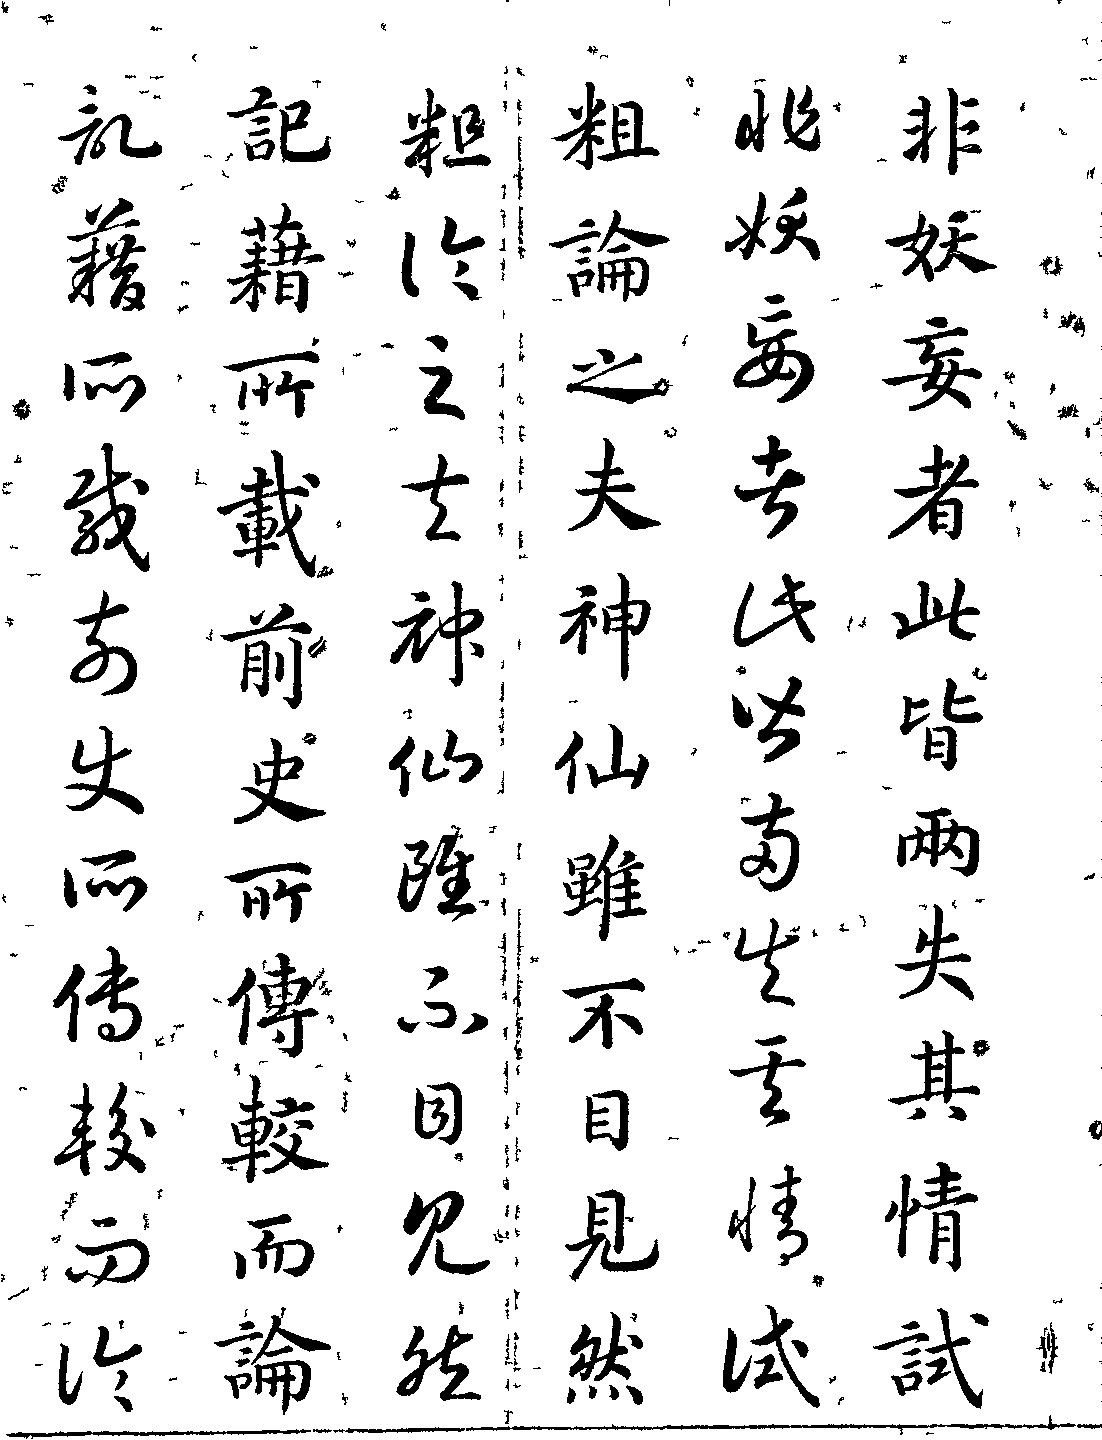 非妖妄者此皆兩失其情試
非妖妄者此皆兩失其情試
粗論之夫神仙雖不目見然
粗論之夫神仙雖不目見然
記藉所載前史所傳較而論
記藉所載前史所傳較而論